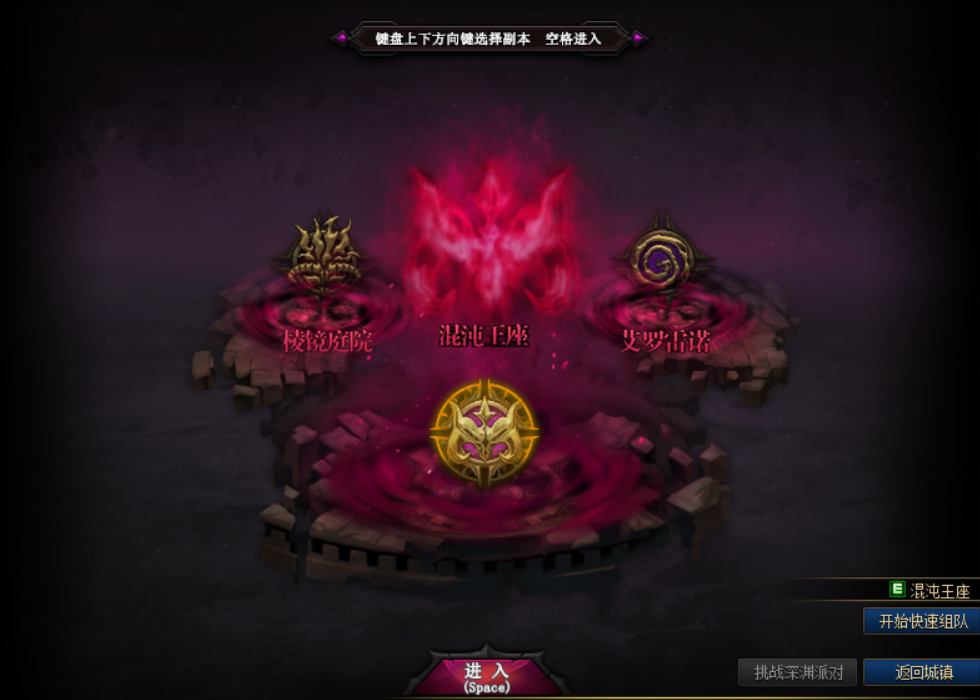 键盘上下方向键选择副本 空格进入
棱镜庭院
混沌王座
艾罗雷诺
E 混沌王座
开始快速组队
进入
(Space)
挑战深渊派对
返回城镇